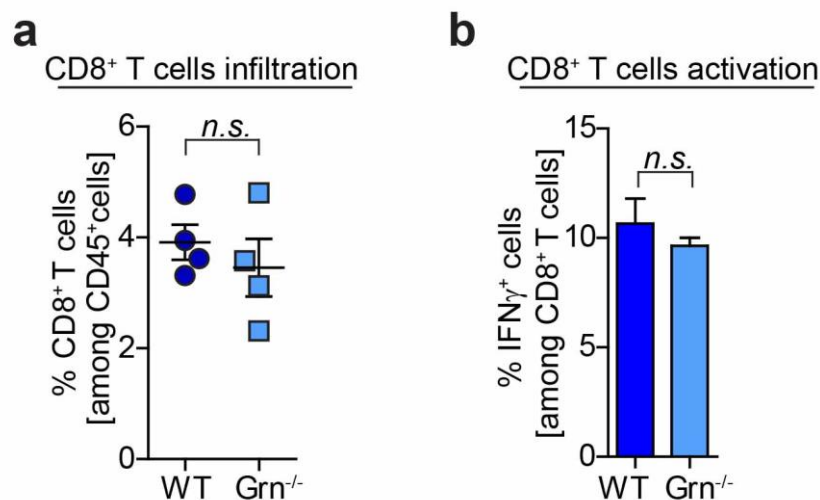 a
CD8⁺ T cells infiltration
% CD8⁺ T cells
[among CD45⁺cells]
6
4
2
0
n.s.
WT Grn⁻/⁻
b
CD8⁺ T cells activation
% IFNγ⁺ cells
[among CD8⁺ T cells]
15
10
5
0
n.s.
WT Grn⁻/⁻